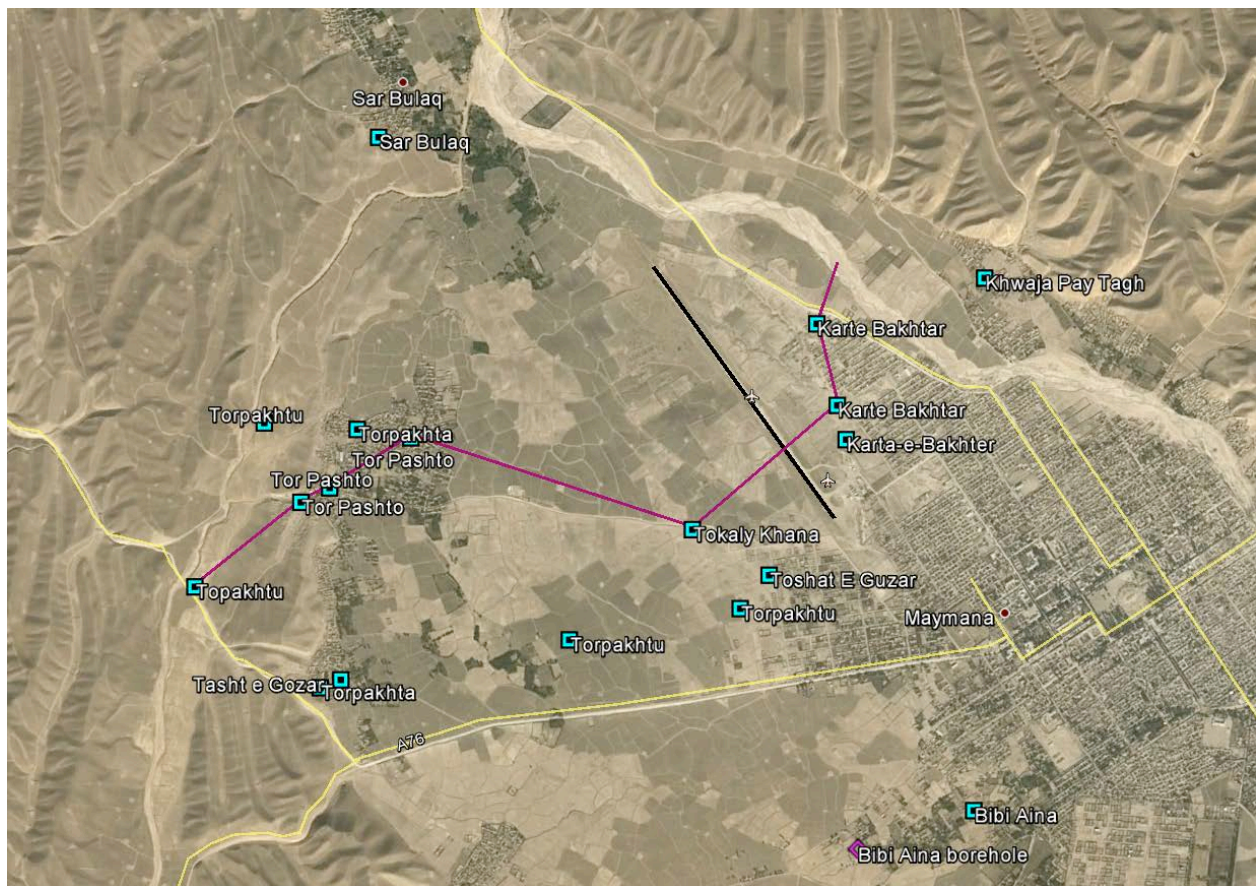 Sar Bulaq
Sar Bulaq
Khwaja Pay Tagh
Karte Bakhtar
Karte Bakhtar
Torpakhtu
Torpakhta
Karta-e-Bakhter
Tor Pashto
Tor Pashto
Tor Pashto
Tokaly Khana
Toshat E Guzar
Topakhtu
Torpakhtu
Maymana
Torpakhtu
Tasht e Gozar
Torpakhta
A76
Bibi Aina
Bibi Aina borehole